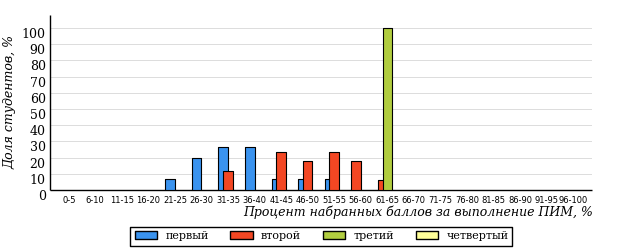 Доля студентов, %
100
90
80
70
60
50
40
30
20
10
0
0-5 6-10 11-15 16-20 21-25 26-30 31-35 36-40 41-45 46-50 51-55 56-60 61-65 66-70 71-75 76-80 81-85 86-90 91-95 96-100
Процент набранных баллов за выполнение ПИМ, %
первый второй третий четвертый